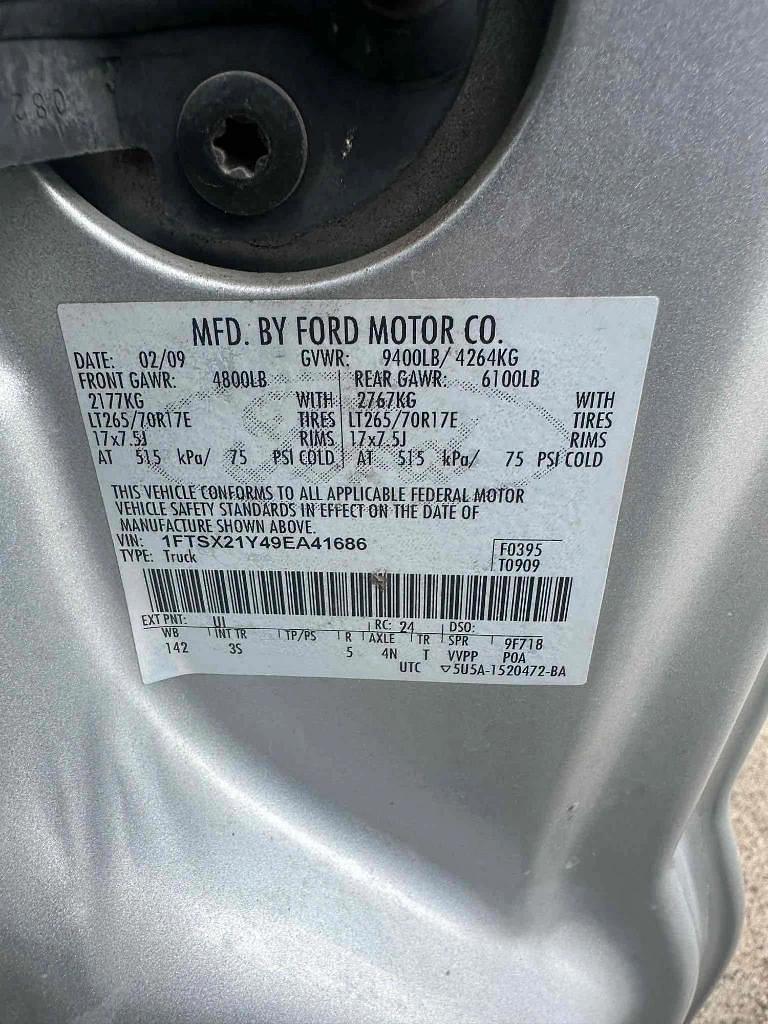 082
MFD. BY FORD MOTOR CO.
DATE: 02/09 GVWR: 9400LB/ 4264KG
FRONT GAWR: 4800LB REAR GAWR: 6100LB
2177KG WITH 2767KG WITH
LT265/70R17E TIRES LT265/70R17E TIRES
17x7.5J RIMS 17x7.5J RIMS
AT 515 kPa/ 75 PSI COLD AT 515 kPa/ 75 PSI COLD
THIS VEHICLE CONFORMS TO ALL APPLICABLE FEDERAL MOTOR
VEHICLE SAFETY STANDARDS IN EFFECT ON THE DATE OF
MANUFACTURE SHOWN ABOVE.
VIN: 1FTSX21Y49EA41686 F0395
TYPE: Truck T0909
EXT PNT: UI RC: 24 DSO:
WB INT TR TP/PS R AXLE TR SPR 9F718
142 3S 5 4N T VVPP POA
UTC ▽5U5A-1520472-BA